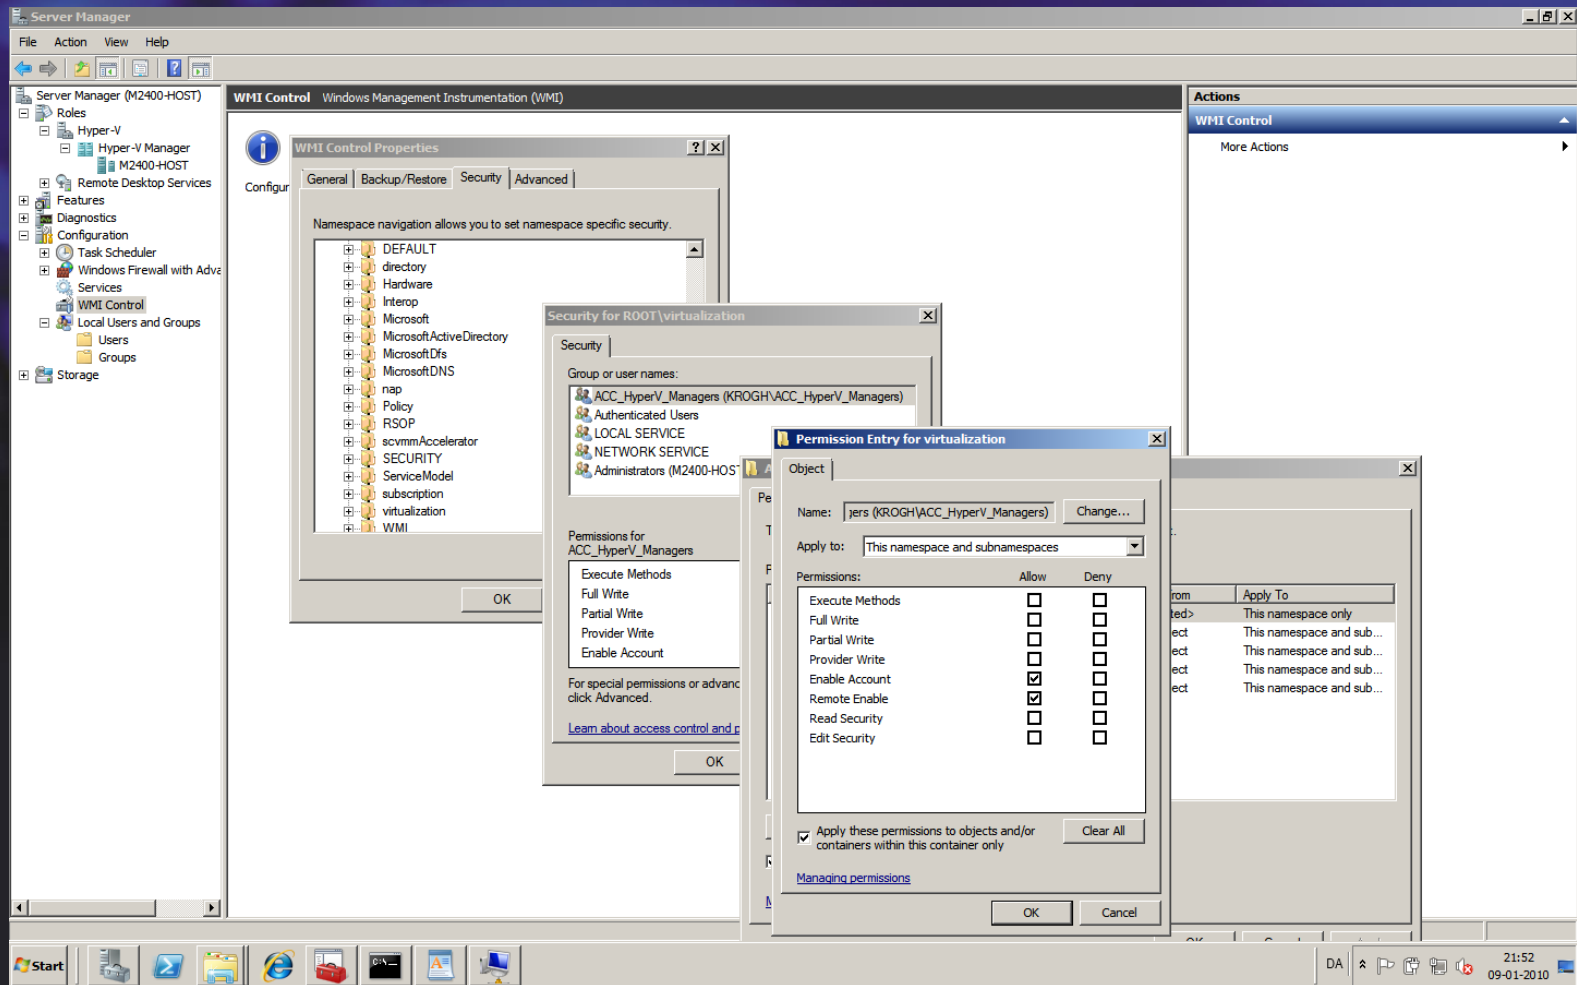 Server Manager
File Action View Help
Server Manager (M2400-HOST)
Roles
Hyper-V
Hyper-V Manager
M2400-HOST
Remote Desktop Services
Features
Diagnostics
Configuration
Task Scheduler
Windows Firewall with Adva
Services
WMI Control
Local Users and Groups
Users
Groups
Storage
WMI Control Windows Management Instrumentation (WMI)
Configur
WMI Control Properties
General Backup/Restore Security Advanced
Namespace navigation allows you to set namespace specific security.
DEFAULT
directory
Hardware
Interop
Microsoft
MicrosoftActiveDirectory
MicrosoftDfs
MicrosoftDNS
nap
Policy
RSOP
scvmmAccelerator
SECURITY
ServiceModel
subscription
virtualization
WMI
OK
Security for ROOT\virtualization
Security
Group or user names:
ACC_HyperV_Managers (KROGH\ACC_HyperV_Managers)
Authenticated Users
LOCAL SERVICE
NETWORK SERVICE
Administrators (M2400-HOST
Permissions for
ACC_HyperV_Managers
Execute Methods
Full Write
Partial Write
Provider Write
Enable Account
For special permissions or advanc
click Advanced.
Learn about access control and p
OK
Permission Entry for virtualization
Object
Name: gers (KROGH\ACC_HyperV_Managers) Change...
Apply to: This namespace and subnamespaces
Permissions: Allow Deny
Execute Methods
Full Write
Partial Write
Provider Write
Enable Account
Remote Enable
Read Security
Edit Security
Apply these permissions to objects and/or
containers within this container only
Clear All
Managing permissions
OK Cancel
rom Apply To
ted> This namespace only
ect This namespace and sub...
ect This namespace and sub...
ect This namespace and sub...
ect This namespace and sub...
Actions
WMI Control
More Actions
Start
DA
21:52
09-01-2010